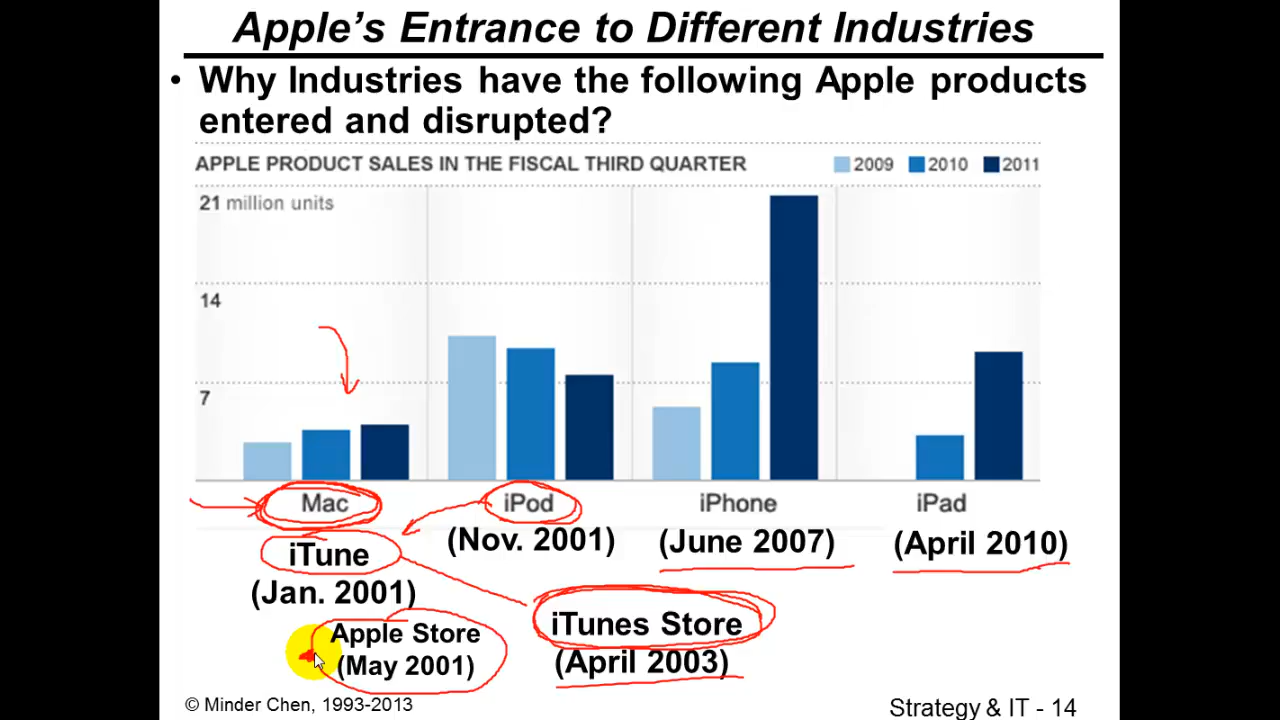 Apple's Entrance to Different Industries
• Why Industries have the following Apple products
entered and disrupted?
APPLE PRODUCT SALES IN THE FISCAL THIRD QUARTER
2009 2010 2011
21 million units
14
7
Mac iPod iPhone iPad
(Nov. 2001) (June 2007) (April 2010)
iTune
(Jan. 2001)
iTunes Store
(April 2003)
Apple Store
(May 2001)
© Minder Chen, 1993-2013
Strategy & IT - 14